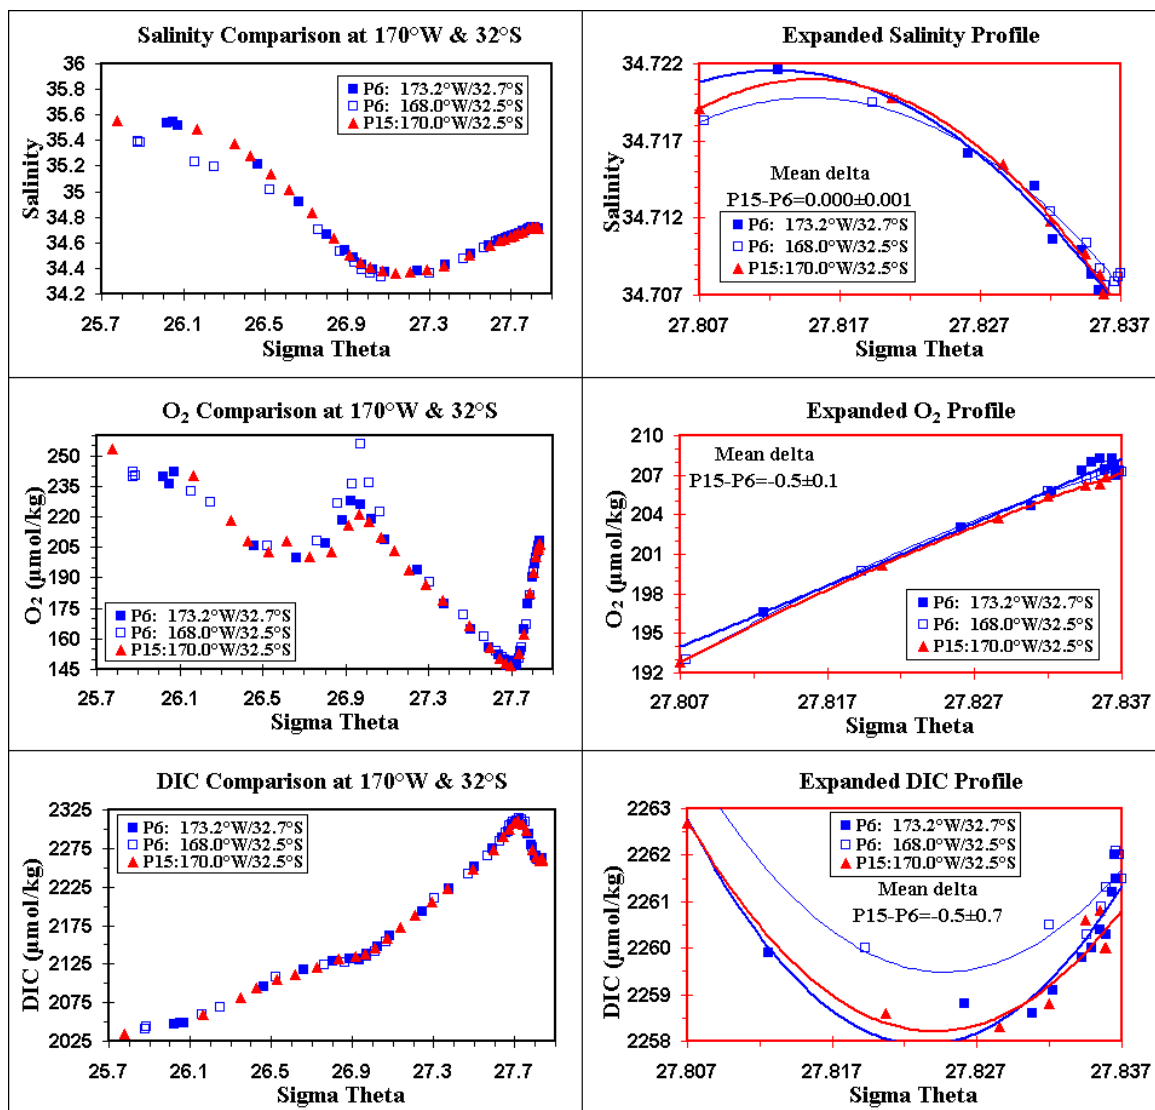 Salinity Comparison at 170°W & 32°S
36
35.8
35.6
35.4
35.2
35
34.8
34.6
34.4
34.2
Salinity
P6: 173.2°W/32.7°S
P6: 168.0°W/32.5°S
P15:170.0°W/32.5°S
25.7 26.1 26.5 26.9 27.3 27.7
Sigma Theta
Expanded Salinity Profile
34.722
34.717
34.712
34.707
Salinity
Mean delta
P15-P6=0.000±0.001
P6: 173.2°W/32.7°S
P6: 168.0°W/32.5°S
P15:170.0°W/32.5°S
27.807 27.817 27.827 27.837
Sigma Theta
O₂ Comparison at 170°W & 32°S
250
235
220
205
190
175
160
145
O₂ (µmol/kg)
P6: 173.2°W/32.7°S
P6: 168.0°W/32.5°S
P15:170.0°W/32.5°S
25.7 26.1 26.5 26.9 27.3 27.7
Sigma Theta
Expanded O₂ Profile
210
207
204
201
198
195
192
O₂ (µmol/kg)
Mean delta
P15-P6=-0.5±0.1
P6: 173.2°W/32.7°S
P6: 168.0°W/32.5°S
P15:170.0°W/32.5°S
27.807 27.817 27.827 27.837
Sigma Theta
DIC Comparison at 170°W & 32°S
2325
2275
2225
2175
2125
2075
2025
DIC (µmol/kg)
P6: 173.2°W/32.7°S
P6: 168.0°W/32.5°S
P15:170.0°W/32.5°S
25.7 26.1 26.5 26.9 27.3 27.7
Sigma Theta
Expanded DIC Profile
2263
2262
2261
2260
2259
2258
DIC (µmol/kg)
P6: 173.2°W/32.7°S
P6: 168.0°W/32.5°S
P15:170.0°W/32.5°S
Mean delta
P15-P6=-0.5±0.7
27.807 27.817 27.827 27.837
Sigma Theta